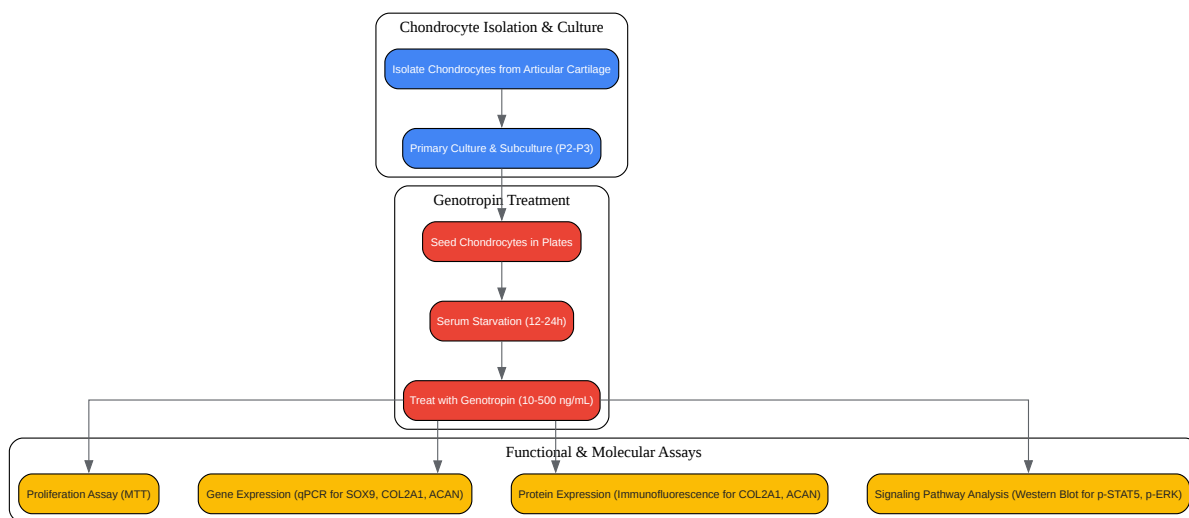 Chondrocyte Isolation & Culture
Isolate Chondrocytes from Articular Cartilage
Primary Culture & Subculture (P2-P3)
Genotropin Treatment
Seed Chondrocytes in Plates
Serum Starvation (12-24h)
Treat with Genotropin (10-500 ng/mL)
Functional & Molecular Assays
Proliferation Assay (MTT)
Gene Expression (qPCR for SOX9, COL2A1, ACAN)
Protein Expression (Immunofluorescence for COL2A1, ACAN)
Signaling Pathway Analysis (Western Blot for p-STAT5, p-ERK)